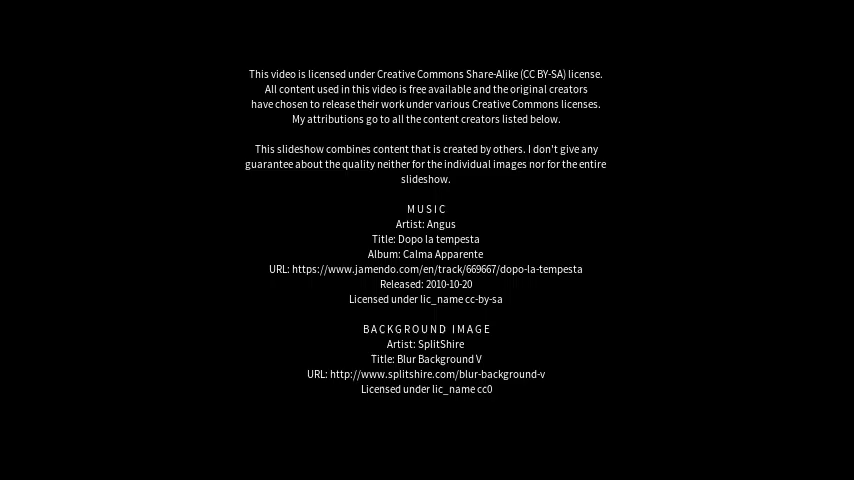 This video is licensed under Creative Commons Share-Alike (CC BY-SA) license.
All content used in this video is free available and the original creators
have chosen to release their work under various Creative Commons licenses.
My attributions go to all the content creators listed below.
This slideshow combines content that is created by others. I don't give any
guarantee about the quality neither for the individual images nor for the entire
slideshow.
MUSIC
Artist: Angus
Title: Dopo la tempesta
Album: Calma Apparente
URL: https://www.jamendo.com/en/track/669667/dopo-la-tempesta
Released: 2010-10-20
Licensed under lic_name cc-by-sa
BACKGROUND IMAGE
Artist: SplitShire
Title: Blur Background V
URL: http://www.splitshire.com/blur-background-v
Licensed under lic_name cc0